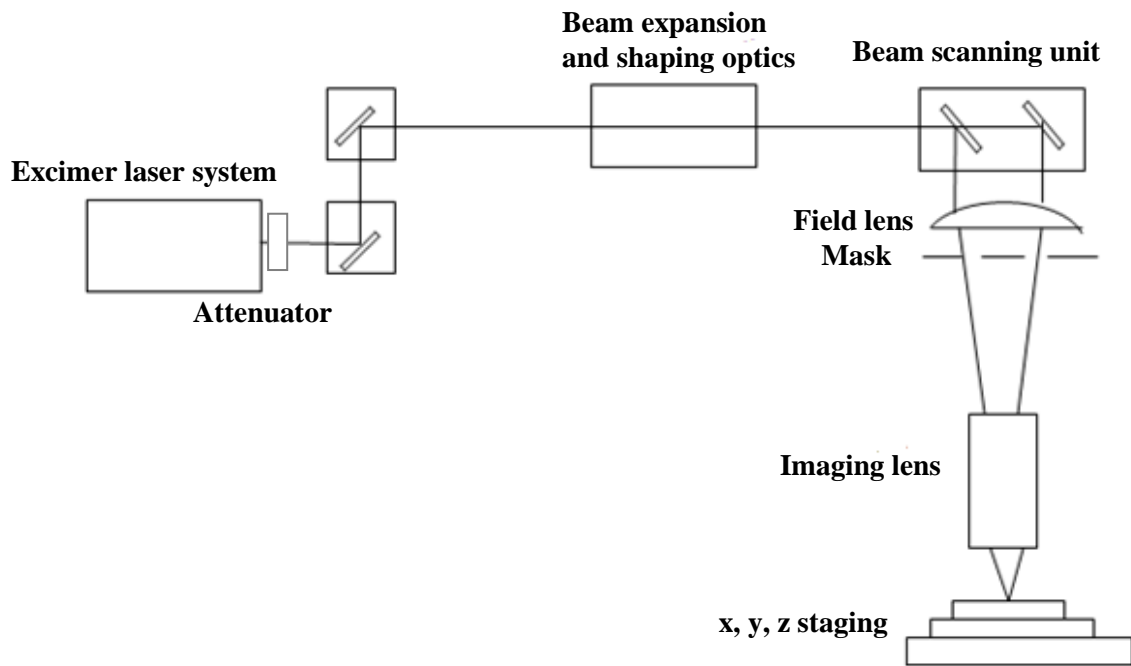 Beam expansion
and shaping optics
Beam scanning unit
Excimer laser system
Attenuator
Field lens
Mask
Imaging lens
x, y, z staging